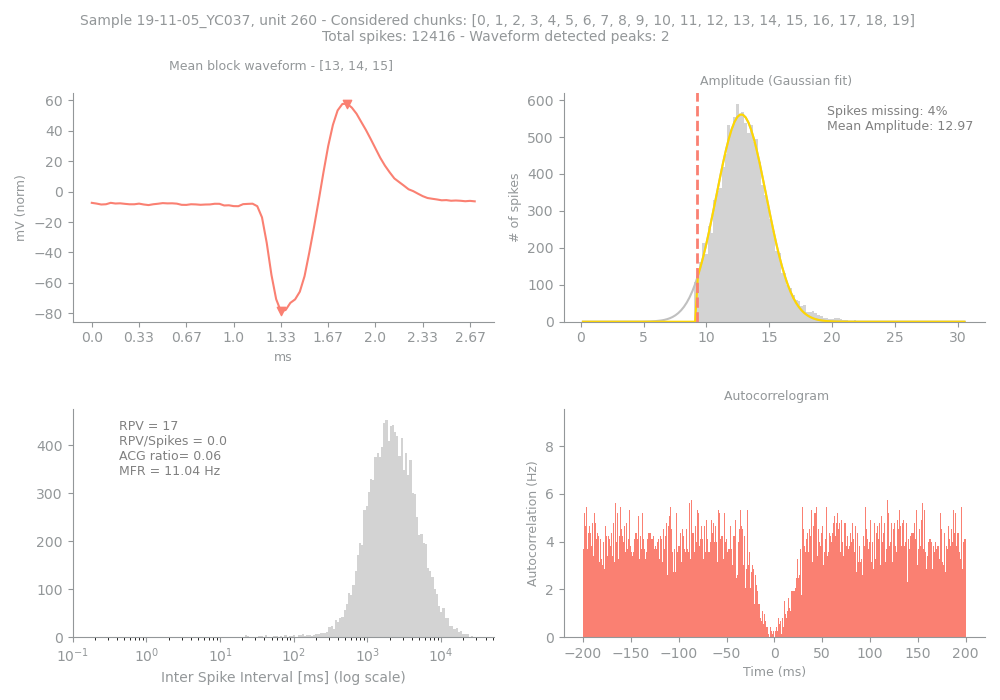 Sample 19-11-05_YC037, unit 260 - Considered chunks: [0, 1, 2, 3, 4, 5, 6, 7, 8, 9, 10, 11, 12, 13, 14, 15, 16, 17, 18, 19]
Total spikes: 12416 - Waveform detected peaks: 2
Mean block waveform - [13, 14, 15]
60
40
20
0
−20
−40
−60
−80
mV (norm)
0.0 0.33 0.67 1.0 1.33 1.67 2.0 2.33 2.67
ms
Amplitude (Gaussian fit)
Spikes missing: 4%
Mean Amplitude: 12.97
600
500
400
300
200
100
0
# of spikes
0 5 10 15 20 25 30
RPV = 17
RPV/Spikes = 0.0
ACG ratio= 0.06
MFR = 11.04 Hz
400
300
200
100
0
10⁻¹ 10⁰ 10¹ 10² 10³ 10⁴
Inter Spike Interval [ms] (log scale)
Autocorrelogram
8
6
4
2
0
Autocorrelation (Hz)
−200 −150 −100 −50 0 50 100 150 200
Time (ms)